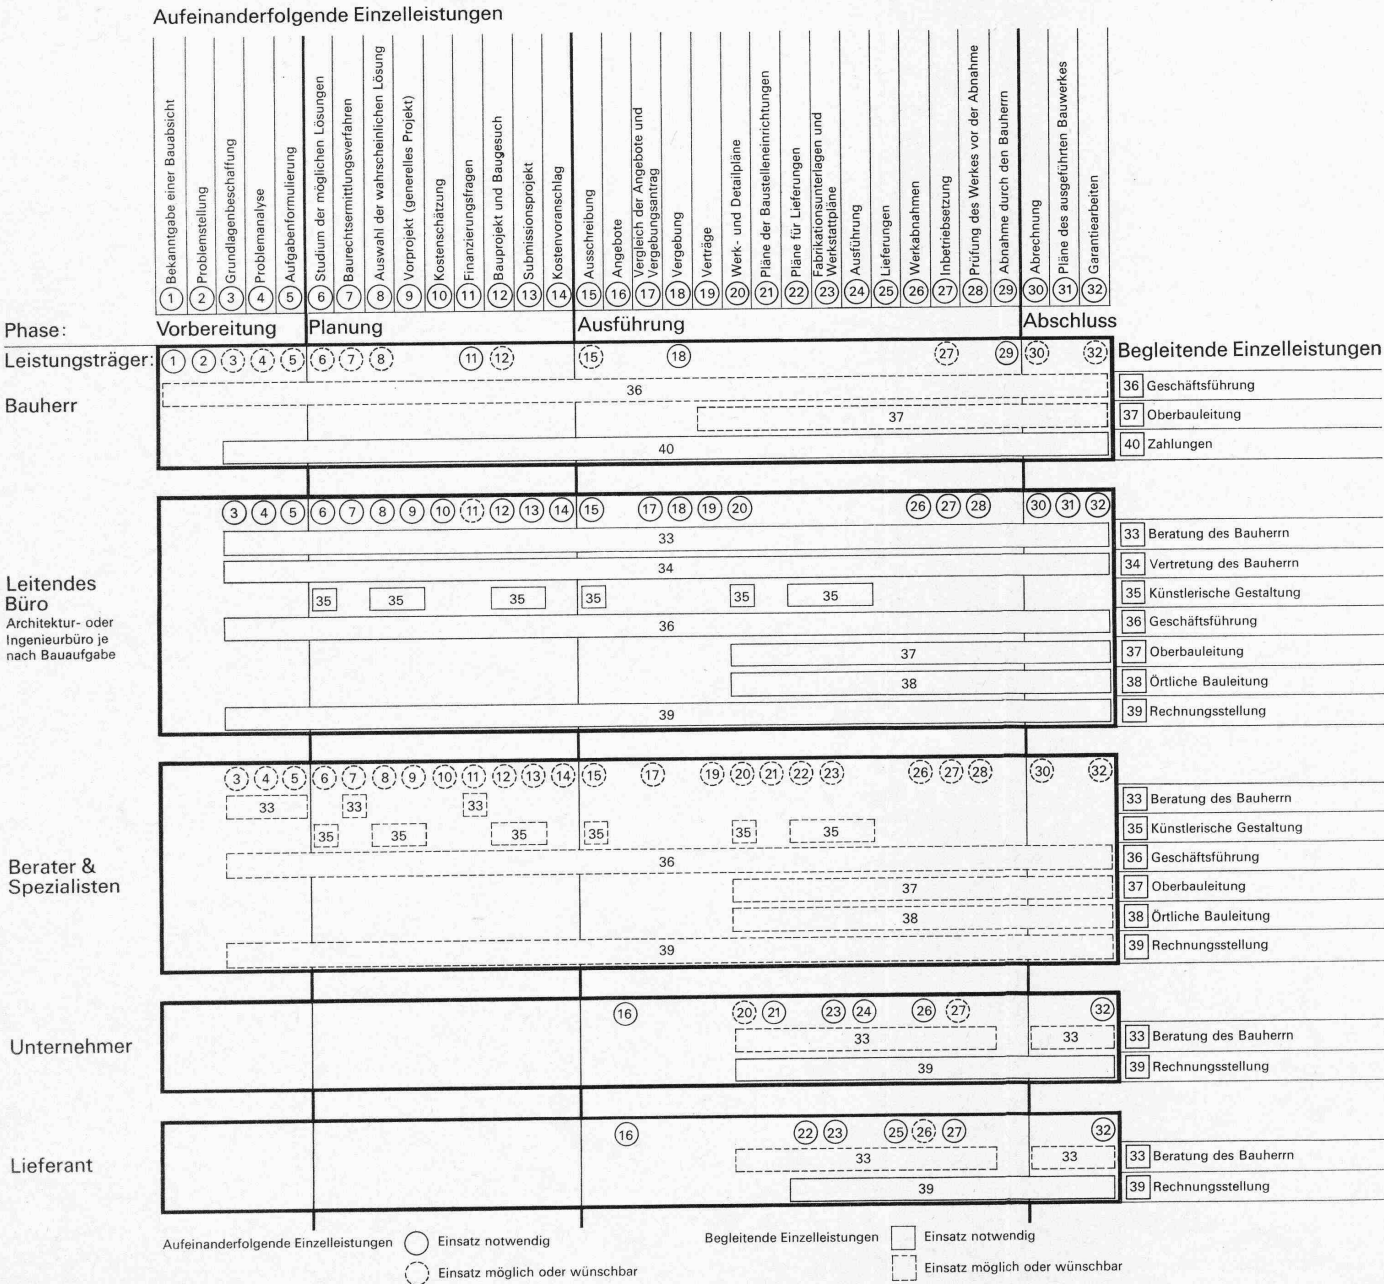 Aufeinanderfolgende Einzelleistungen
Bekanntgabe einer Bauabsicht
Problemstellung
Grundlagenbeschaffung
Problemanalyse
Aufgabenformulierung
Studium der möglichen Lösungen
Baurechtsermittlungsverfahren
Auswahl der wahrscheinlichen Lösung
Vorprojekt (generelles Projekt)
Kostenschätzung
Finanzierungsfragen
Bauprojekt und Baugesuch
Submissionsprojekt
Kostenvoranschlag
Ausschreibung
Angebote
Vergleich der Angebote und
Vergebungsantrag
Vergebung
Verträge
Werk- und Detailpläne
Pläne der Baustelleneinrichtungen
Pläne für Lieferungen
Fabrikationsunterlagen und
Werkstattpläne
Ausführung
Lieferungen
Werkabnahmen
Inbetriebsetzung
Prüfung des Werkes vor der Abnahme
Abnahme durch den Bauherrn
Abrechnung
Pläne des ausgeführten Bauwerkes
Garantiearbeiten
1 2 3 4 5 6 7 8 9 10 11 12 13 14 15 16 17 18 19 20 21 22 23 24 25 26 27 28 29 30 31 32
Phase: Vorbereitung Planung Ausführung Abschluss
Leistungsträger: 1 2 3 4 5 6 7 8 11 12 15 18 27 29 30 32 Begleitende Einzelleistungen
Bauherr
36 36 Geschäftsführung
37 37 Oberbauleitung
40 40 Zahlungen
3 4 5 6 7 8 9 10 11 12 13 14 15 17 18 19 20 26 27 28 30 31 32
33 33 Beratung des Bauherrn
34 34 Vertretung des Bauherrn
Leitendes
Büro
Architektur- oder
Ingenieurbüro je
nach Bauaufgabe
35 35 35 35 35 35 35 Künstlerische Gestaltung
36 36 Geschäftsführung
37 37 Oberbauleitung
38 38 Örtliche Bauleitung
39 39 Rechnungsstellung
3 4 5 6 7 8 9 10 11 12 13 14 15 17 19 20 21 22 23 26 27 28 30 32
33 33 33 33 Beratung des Bauherrn
35 35 35 35 35 35 35 Künstlerische Gestaltung
Berater &
Spezialisten
36 36 Geschäftsführung
37 37 Oberbauleitung
38 38 Örtliche Bauleitung
39 39 Rechnungsstellung
16 20 21 23 24 26 27 32
Unternehmer
33 33 33 Beratung des Bauherrn
39 39 Rechnungsstellung
16 22 23 25 26 27 32
Lieferant
33 33 33 Beratung des Bauherrn
39 39 Rechnungsstellung
Aufeinanderfolgende Einzelleistungen Einsatz notwendig
Einsatz möglich oder wünschbar
Begleitende Einzelleistungen Einsatz notwendig
Einsatz möglich oder wünschbar